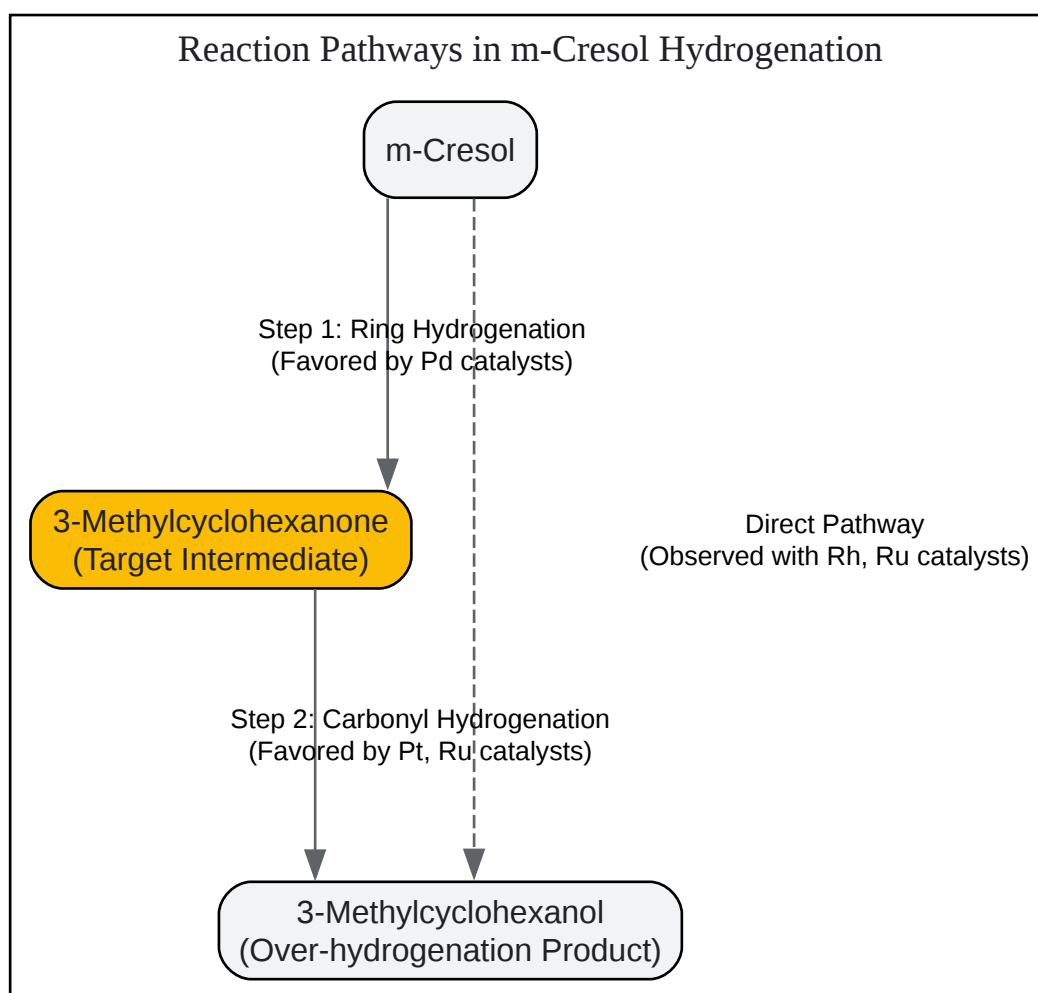 Reaction Pathways in m-Cresol Hydrogenation
m-Cresol
Step 1: Ring Hydrogenation
(Favored by Pd catalysts)
3-Methylcyclohexanone
(Target Intermediate)
Direct Pathway
(Observed with Rh, Ru catalysts)
Step 2: Carbonyl Hydrogenation
(Favored by Pt, Ru catalysts)
3-Methylcyclohexanol
(Over-hydrogenation Product)